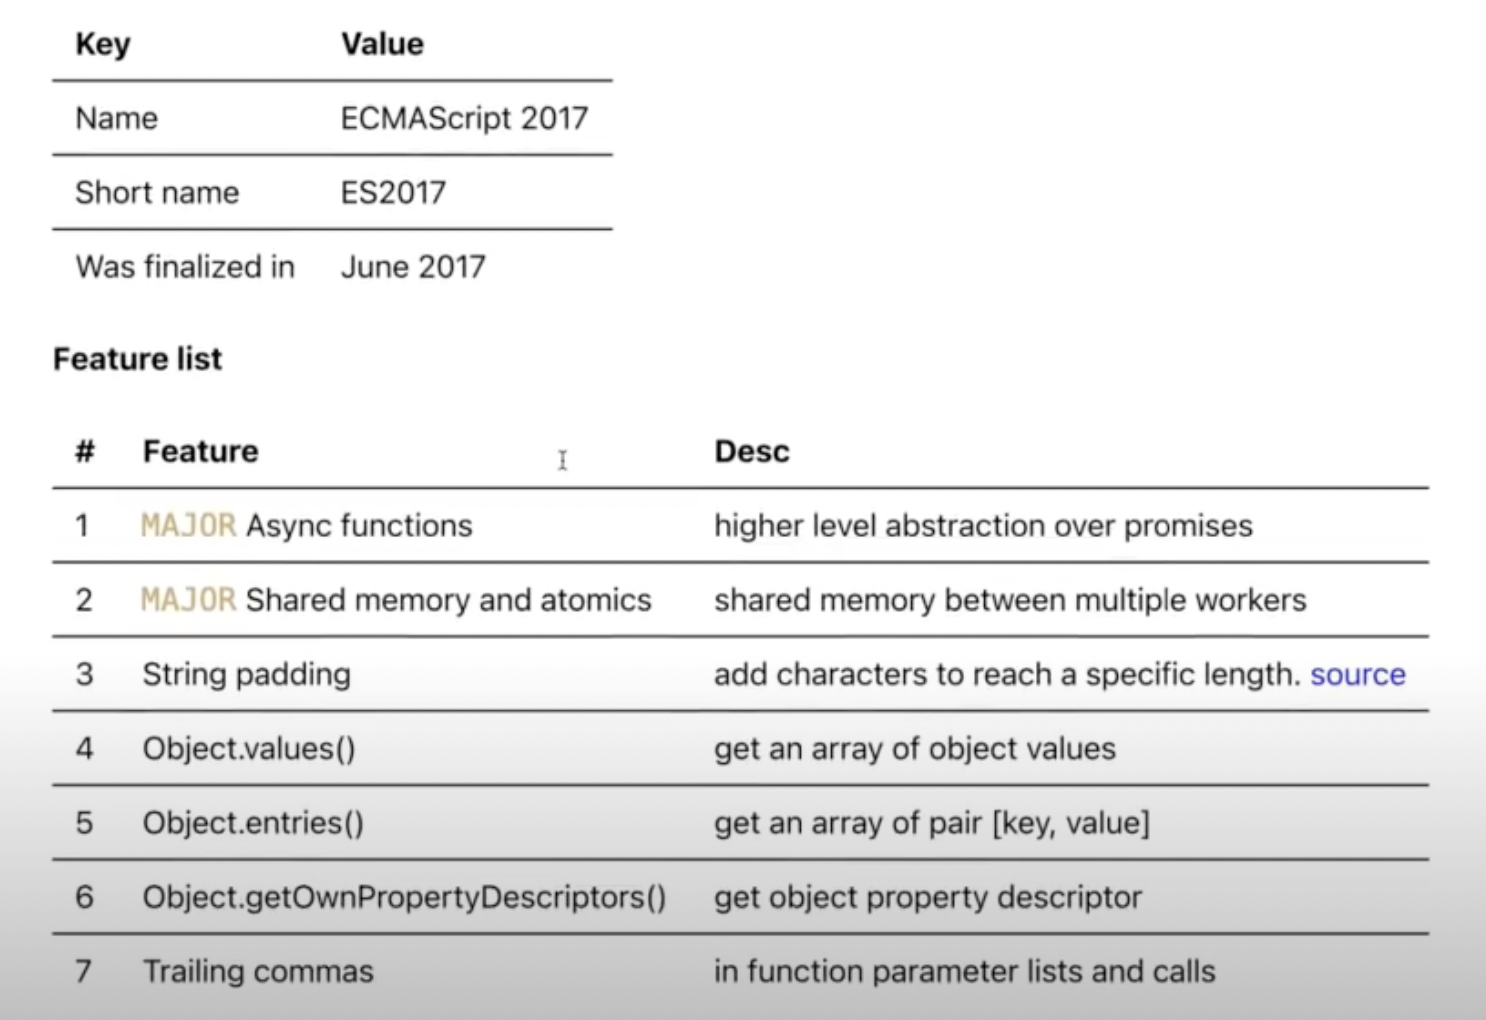 Key Value
Name ECMAScript 2017
Short name ES2017
Was finalized in June 2017
Feature list
# Feature Desc
1 MAJOR Async functions higher level abstraction over promises
2 MAJOR Shared memory and atomics shared memory between multiple workers
3 String padding add characters to reach a specific length. source
4 Object.values() get an array of object values
5 Object.entries() get an array of pair [key, value]
6 Object.getOwnPropertyDescriptors() get object property descriptor
7 Trailing commas in function parameter lists and calls